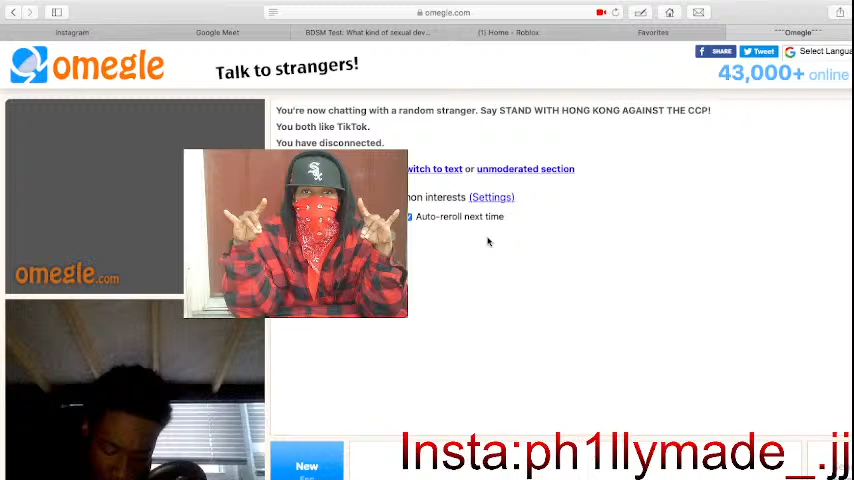 omegle.com
Instagram
Google Meet
BDSM Test: What kind of sexual dev...
(1) Home - Roblox
Favorites
omegle
Talk to strangers!
SHARE
Tweet
Select
43,000+ online
You're now chatting with a random stranger. Say STAND WITH HONG KONG AGAINST THE CCP!
You both like TikTok.
You have disconnected.
witch to text or unmoderated section
mon interests (Settings)
Auto-reroll next time
omegle.com
New
Insta:ph1llymade_.jj